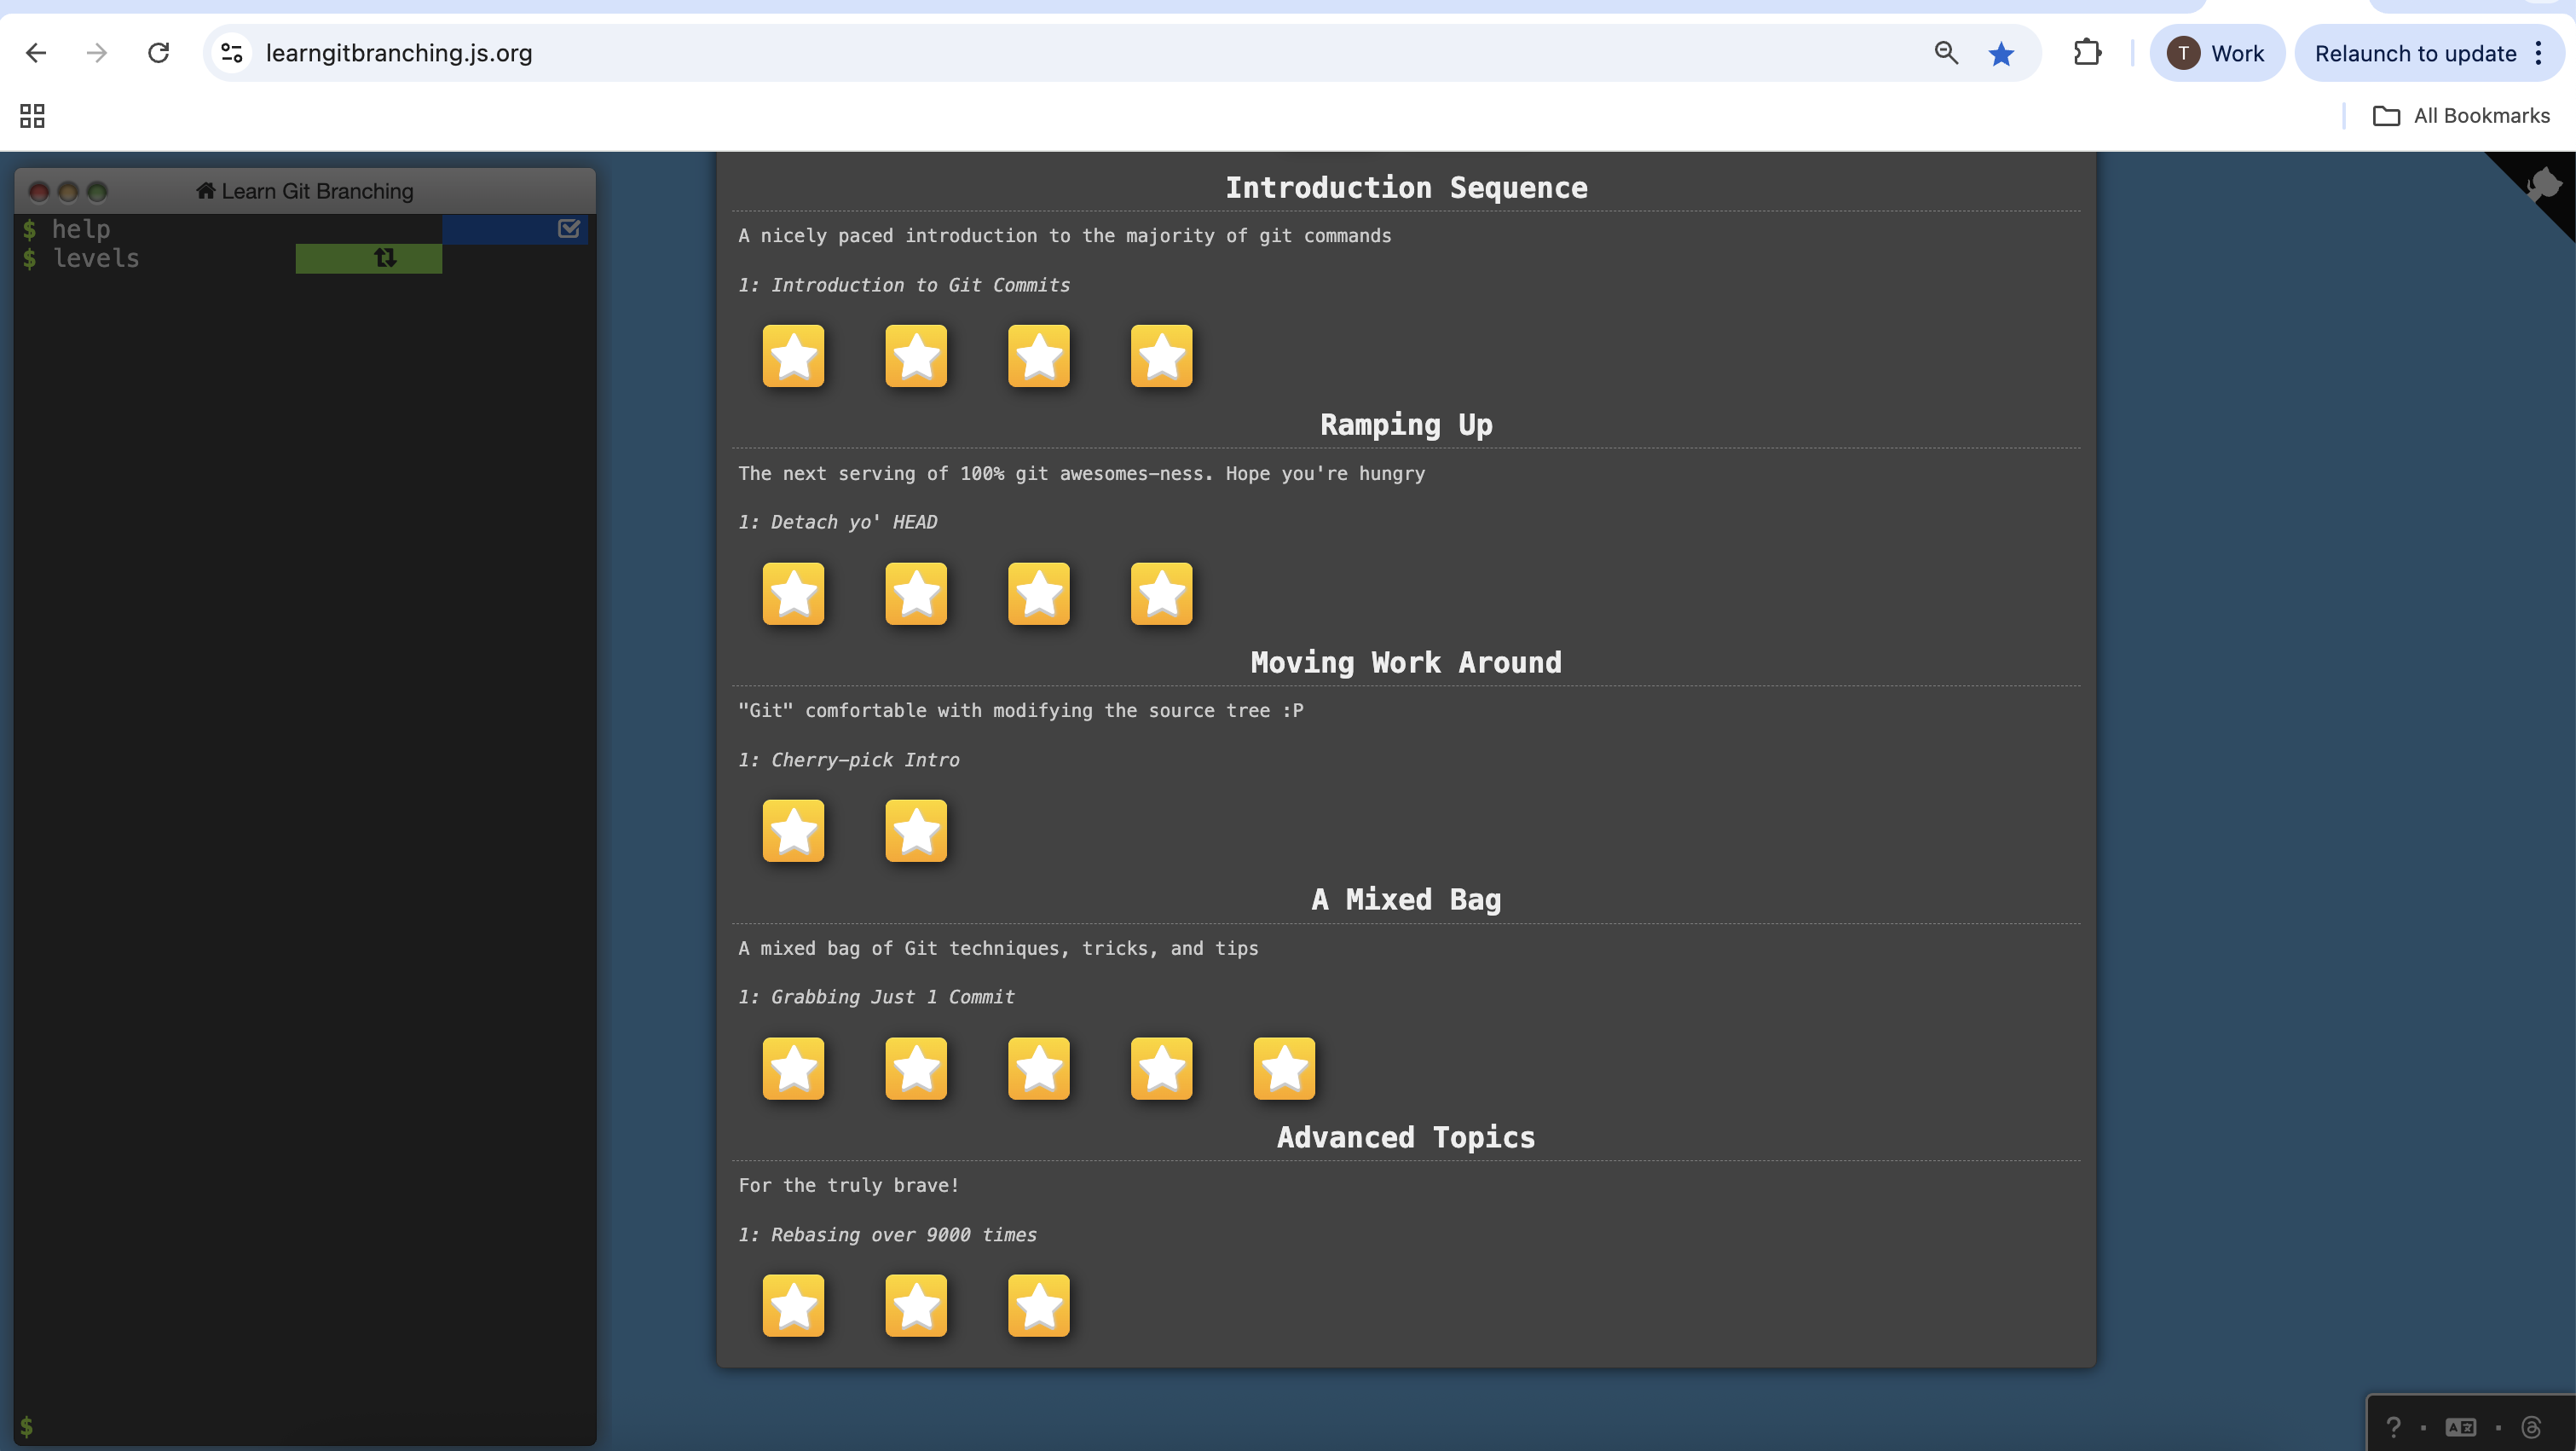 learngitbranching.js.org
T Work
Relaunch to update
All Bookmarks
Learn Git Branching
$ help
$ levels
$
Introduction Sequence
A nicely paced introduction to the majority of git commands
1: Introduction to Git Commits
Ramping Up
The next serving of 100% git awesomes-ness. Hope you're hungry
1: Detach yo' HEAD
Moving Work Around
"Git" comfortable with modifying the source tree :P
1: Cherry-pick Intro
A Mixed Bag
A mixed bag of Git techniques, tricks, and tips
1: Grabbing Just 1 Commit
Advanced Topics
For the truly brave!
1: Rebasing over 9000 times
? · ·